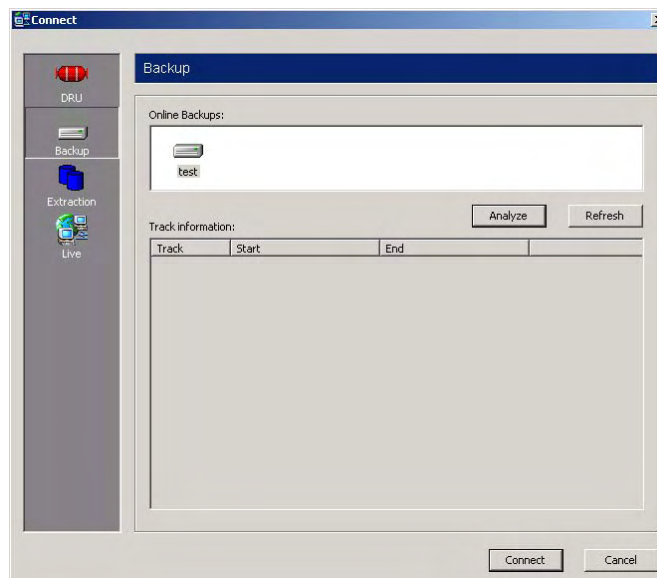 Connect
DRU
Backup
Extraction
Live
Backup
Online Backups:
test
Analyze Refresh
Track information:
Track Start End
Connect Cancel